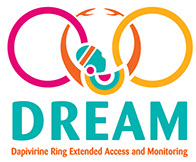 DREAM
Dapivirine Ring Extended Access and Monitoring